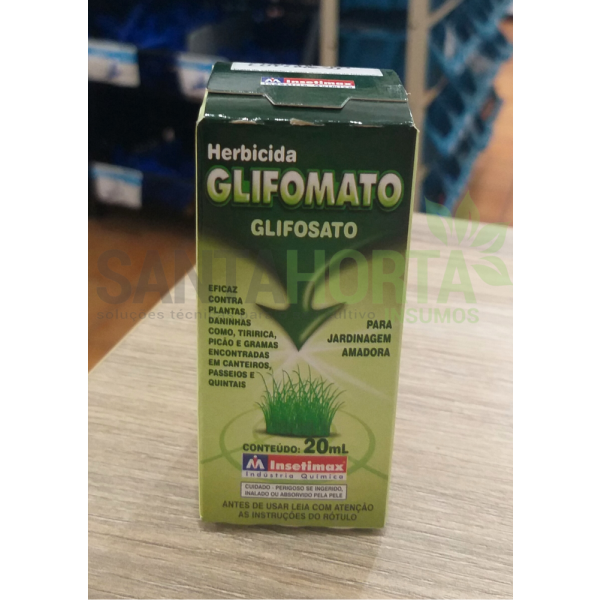 Insetimax
Herbicida
GLIFOMATO
GLIFOSATO
SANTAHORTA
EFICAZ
CONTRA
PLANTAS
DANINHAS
COMO, TIRIRICA,
PICÃO E GRAMAS
ENCONTRADAS
EM CANTEIROS,
PASSEIOS E
QUINTAIS
PARA
JARDINAGEM
AMADORA
CONTEÚDO: 20mL
Insetimax
Indústria Química
CUIDADO - PERIGOSO SE INGERIDO,
INALADO OU ABSORVIDO PELA PELE
ANTES DE USAR LEIA COM ATENÇÃO
AS INSTRUÇÕES DO RÓTULO